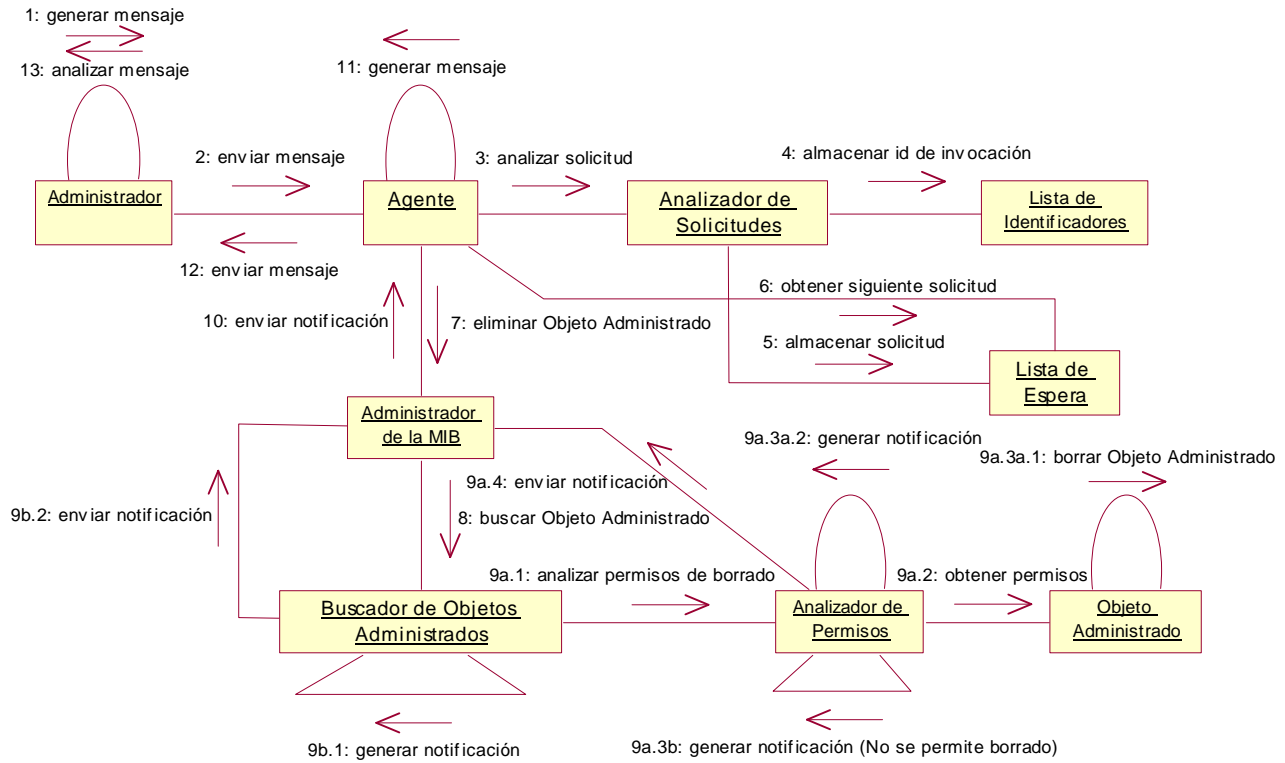 1: generar mensaje
13: analizar mensaje
11: generar mensaje
2: enviar mensaje
3: analizar solicitud
4: almacenar id de invocación
Administrador
Agente
Analizador de
Solicitudes
Lista de
Identificadores
12: enviar mensaje
6: obtener siguiente solicitud
10: enviar notificación
7: eliminar Objeto Administrado
5: almacenar solicitud
Lista de
Espera
Administrador
de la MIB
9a.3a.2: generar notificación
9a.3a.1: borrar Objeto Administrado
9a.4: enviar notificación
9b.2: enviar notificación
8: buscar Objeto Administrado
9a.1: analizar permisos de borrado
9a.2: obtener permisos
Buscador de Objetos
Administrados
Analizador de
Permisos
Objeto
Administrado
9b.1: generar notificación
9a.3b: generar notificación (No se permite borrado)